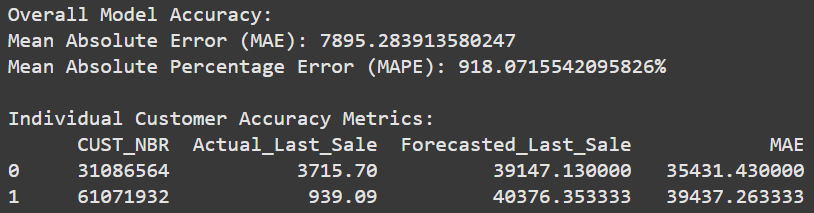 Overall Model Accuracy:
Mean Absolute Error (MAE): 7895.283913580247
Mean Absolute Percentage Error (MAPE): 918.0715542095826%
Individual Customer Accuracy Metrics:
CUST_NBR Actual_Last_Sale Forecasted_Last_Sale MAE
0 31086564 3715.70 39147.130000 35431.430000
1 61071932 939.09 40376.353333 39437.263333